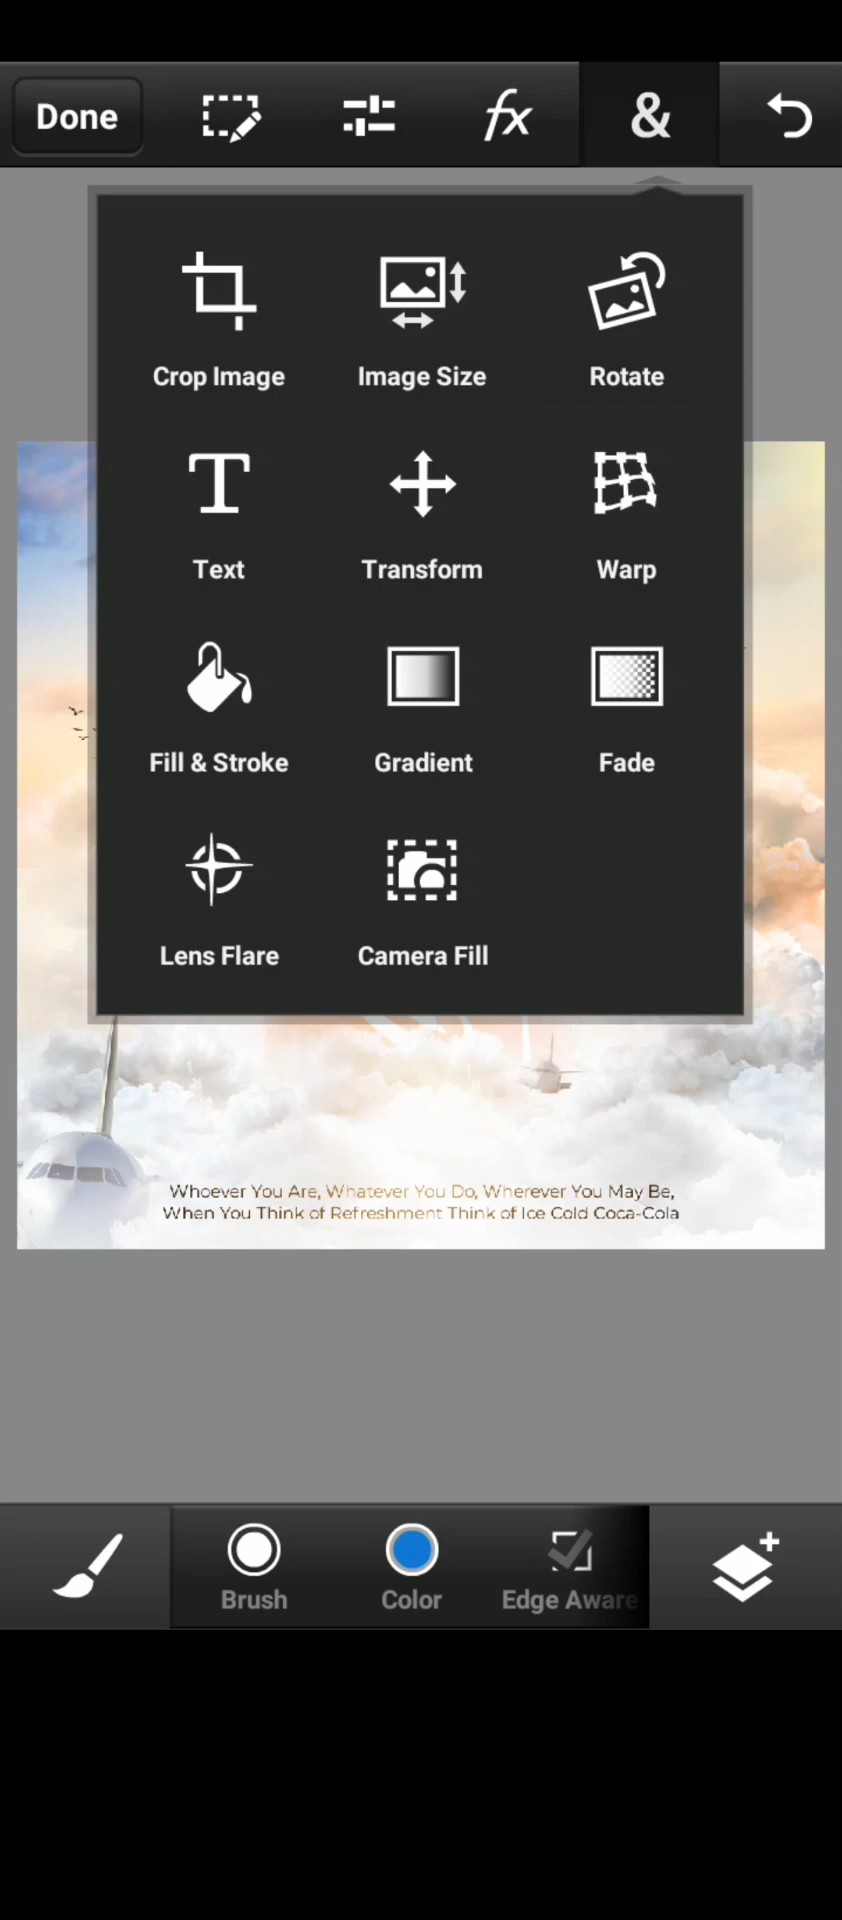 Done fx &
Crop Image Image Size Rotate
T
Text Transform Warp
Fill & Stroke Gradient Fade
Lens Flare Camera Fill
Whoever You Are, Whatever You Do, Wherever You May Be,
When You Think of Refreshment Think of Ice Cold Coca-Cola
Brush Color Edge Aware